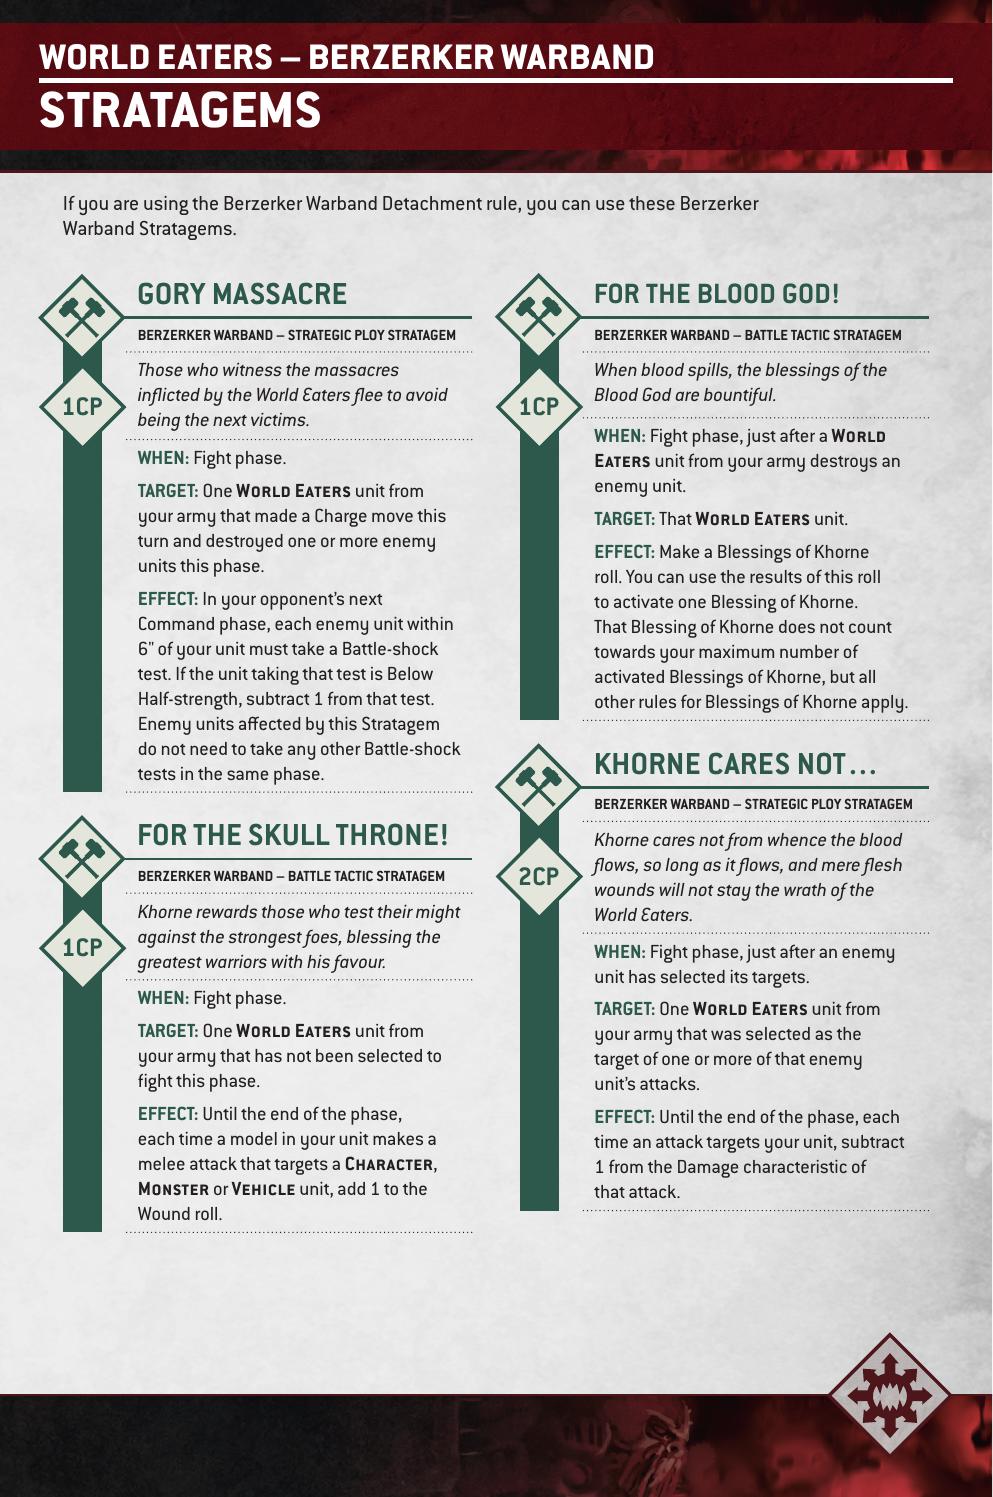 WORLD EATERS – BERZERKER WARBAND
STRATAGEMS
If you are using the Berzerker Warband Detachment rule, you can use these Berzerker
Warband Stratagems.
GORY MASSACRE
BERZERKER WARBAND – STRATEGIC PLOY STRATAGEM
1CP
Those who witness the massacres
inflicted by the World Eaters flee to avoid
being the next victims.
WHEN: Fight phase.
TARGET: One WORLD EATERS unit from
your army that made a Charge move this
turn and destroyed one or more enemy
units this phase.
EFFECT: In your opponent’s next
Command phase, each enemy unit within
6" of your unit must take a Battle-shock
test. If the unit taking that test is Below
Half-strength, subtract 1 from that test.
Enemy units affected by this Stratagem
do not need to take any other Battle-shock
tests in the same phase.
FOR THE SKULL THRONE!
BERZERKER WARBAND – BATTLE TACTIC STRATAGEM
1CP
Khorne rewards those who test their might
against the strongest foes, blessing the
greatest warriors with his favour.
WHEN: Fight phase.
TARGET: One WORLD EATERS unit from
your army that has not been selected to
fight this phase.
EFFECT: Until the end of the phase,
each time a model in your unit makes a
melee attack that targets a CHARACTER,
MONSTER or VEHICLE unit, add 1 to the
Wound roll.
FOR THE BLOOD GOD!
BERZERKER WARBAND – BATTLE TACTIC STRATAGEM
1CP
When blood spills, the blessings of the
Blood God are bountiful.
WHEN: Fight phase, just after a WORLD
EATERS unit from your army destroys an
enemy unit.
TARGET: That WORLD EATERS unit.
EFFECT: Make a Blessings of Khorne
roll. You can use the results of this roll
to activate one Blessing of Khorne.
That Blessing of Khorne does not count
towards your maximum number of
activated Blessings of Khorne, but all
other rules for Blessings of Khorne apply.
KHORNE CARES NOT…
BERZERKER WARBAND – STRATEGIC PLOY STRATAGEM
2CP
Khorne cares not from whence the blood
flows, so long as it flows, and mere flesh
wounds will not stay the wrath of the
World Eaters.
WHEN: Fight phase, just after an enemy
unit has selected its targets.
TARGET: One WORLD EATERS unit from
your army that was selected as the
target of one or more of that enemy
unit’s attacks.
EFFECT: Until the end of the phase, each
time an attack targets your unit, subtract
1 from the Damage characteristic of
that attack.